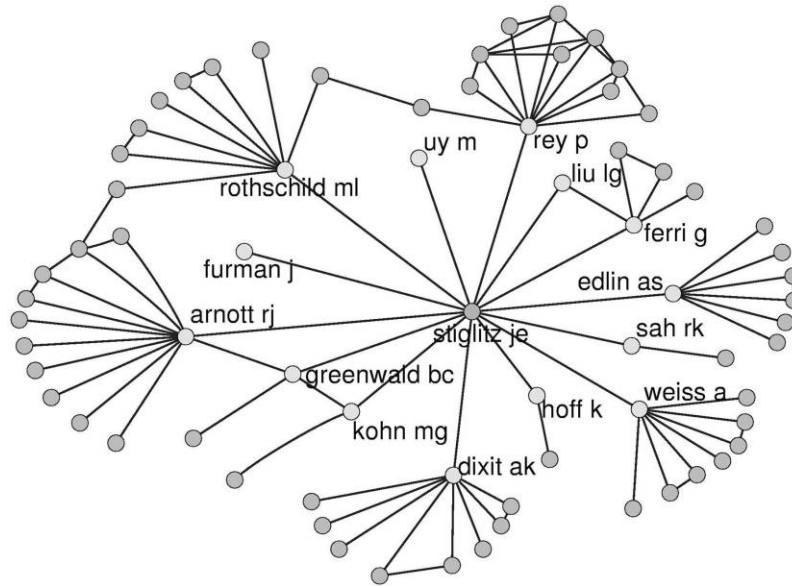 uy m
rey p
liu lg
rothschild ml
ferri g
furman j
edlin as
arnott rj
stiglitz je
sah rk
greenwald bc
weiss a
hoff k
kohn mg
dixit ak